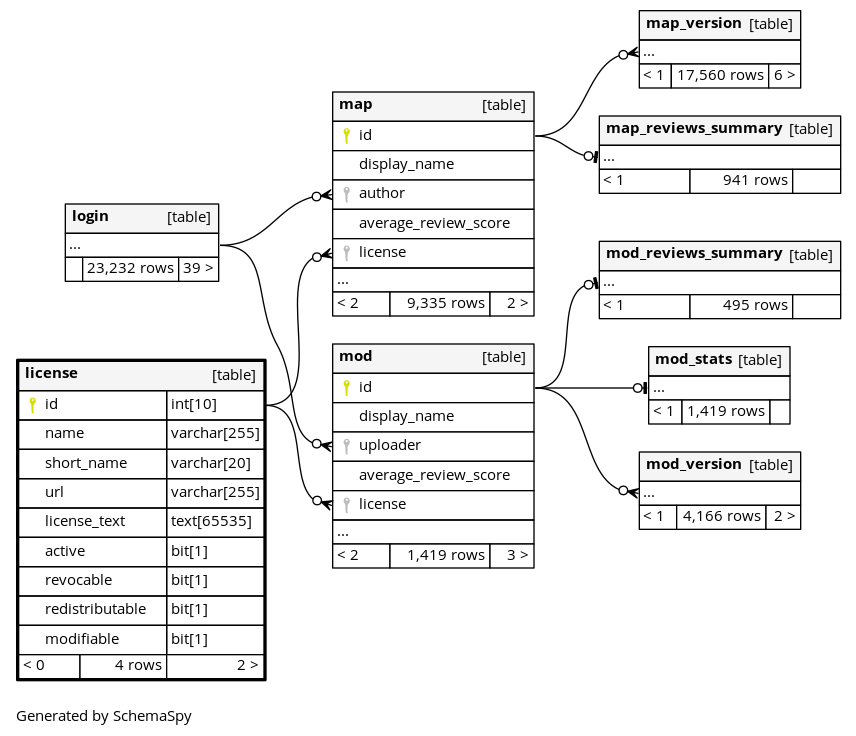 login [table]
...
23,232 rows 39 >
license [table]
id int[10]
name varchar[255]
short_name varchar[20]
url varchar[255]
license_text text[65535]
active bit[1]
revocable bit[1]
redistributable bit[1]
modifiable bit[1]
< 0 4 rows 2 >
map [table]
id
display_name
author
average_review_score
license
...
< 2 9,335 rows 2 >
mod [table]
id
display_name
uploader
average_review_score
license
...
< 2 1,419 rows 3 >
map_version [table]
...
< 1 17,560 rows 6 >
map_reviews_summary [table]
...
< 1 941 rows
mod_reviews_summary [table]
...
< 1 495 rows
mod_stats [table]
...
< 1 1,419 rows
mod_version [table]
...
< 1 4,166 rows 2 >
Generated by SchemaSpy